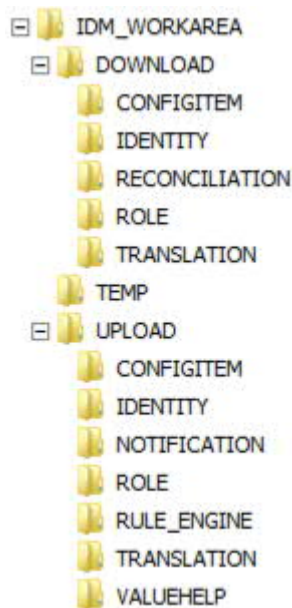 IDM_WORKAREA
DOWNLOAD
CONFIGITEM
IDENTITY
RECONCILIATION
ROLE
TRANSLATION
TEMP
UPLOAD
CONFIGITEM
IDENTITY
NOTIFICATION
ROLE
RULE_ENGINE
TRANSLATION
VALUEHELP